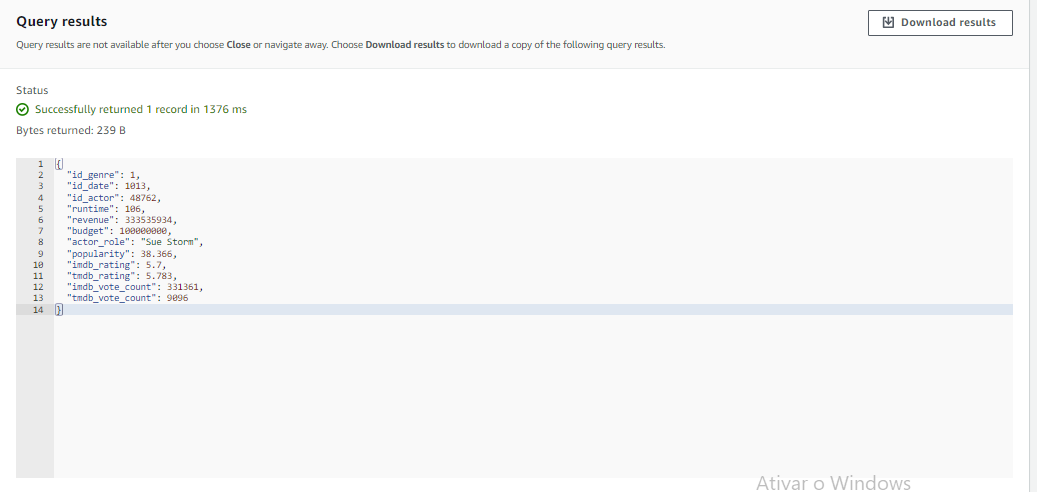 Query results
Download results
Query results are not available after you choose Close or navigate away. Choose Download results to download a copy of the following query results.
Status
Successfully returned 1 record in 1376 ms
Bytes returned: 239 B
1 {
2 "id_genre": 1,
3 "id_date": 1013,
4 "id_actor": 48762,
5 "runtime": 106,
6 "revenue": 333535934,
7 "budget": 100000000,
8 "actor_role": "Sue Storm",
9 "popularity": 38.366,
10 "imdb_rating": 5.7,
11 "tmdb_rating": 5.783,
12 "imdb_vote_count": 331361,
13 "tmdb_vote_count": 9096
14 }
Ativar o Windows